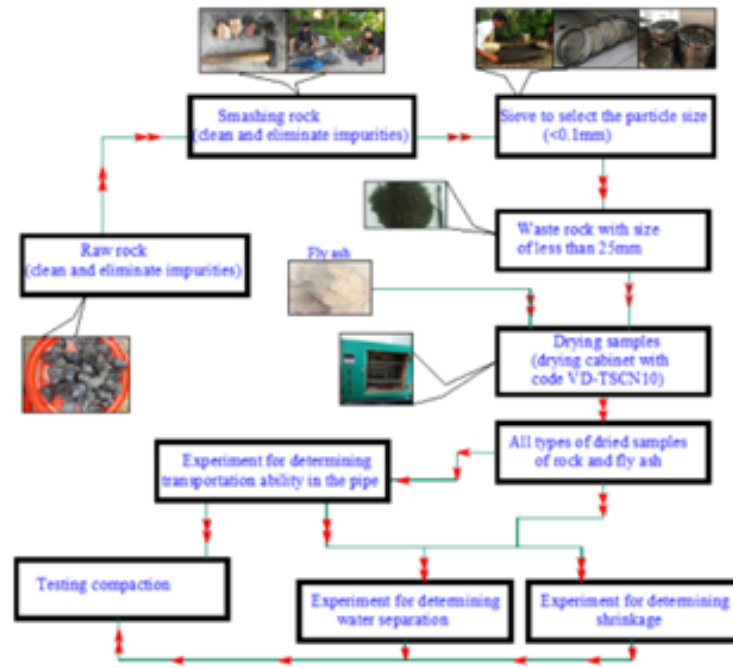 Smashing rock
(clean and eliminate impurities)
Sieve to select the particle size
(<0.1mm)
Raw rock
(clean and eliminate impurities)
Waste rock with size
of less than 25mm
Fly ash
Drying samples
(drying cabinet with
code VD-TSCN10)
All types of dried samples
of rock and fly ash
Experiment for determining
transportation ability in the pipe
Testing compaction
Experiment for determining
water separation
Experiment for determining
shrinkage